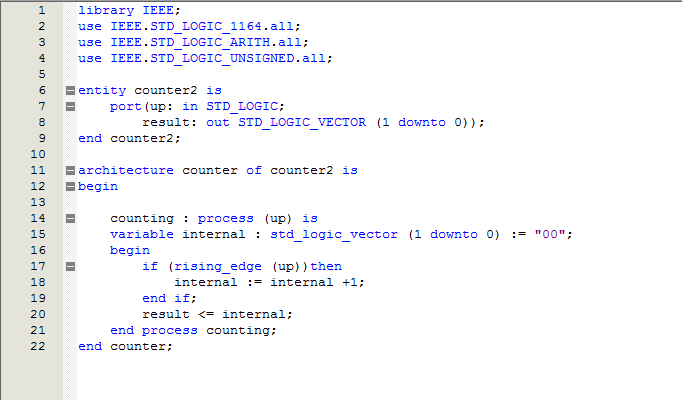 1 library IEEE;
2 use IEEE.STD_LOGIC_1164.all;
3 use IEEE.STD_LOGIC_ARITH.all;
4 use IEEE.STD_LOGIC_UNSIGNED.all;
5
6 entity counter2 is
7 port(up: in STD_LOGIC;
8 result: out STD_LOGIC_VECTOR (1 downto 0));
9 end counter2;
10
11 architecture counter of counter2 is
12 begin
13
14 counting : process (up) is
15 variable internal : std_logic_vector (1 downto 0) := "00";
16 begin
17 if (rising_edge (up))then
18 internal := internal +1;
19 end if;
20 result <= internal;
21 end process counting;
22 end counter;